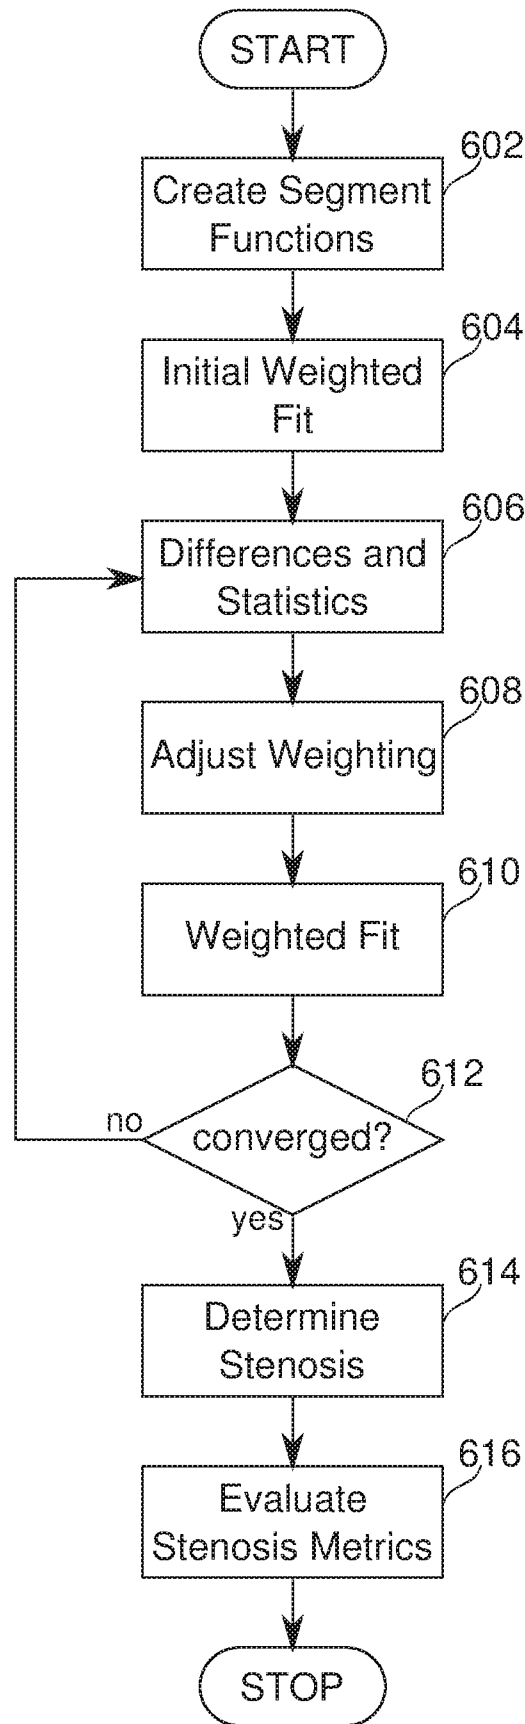 START
602
Create Segment
Functions
604
Initial Weighted
Fit
606
Differences and
Statistics
608
Adjust Weighting
610
Weighted Fit
612
converged?
no
yes
614
Determine
Stenosis
616
Evaluate
Stenosis Metrics
STOP